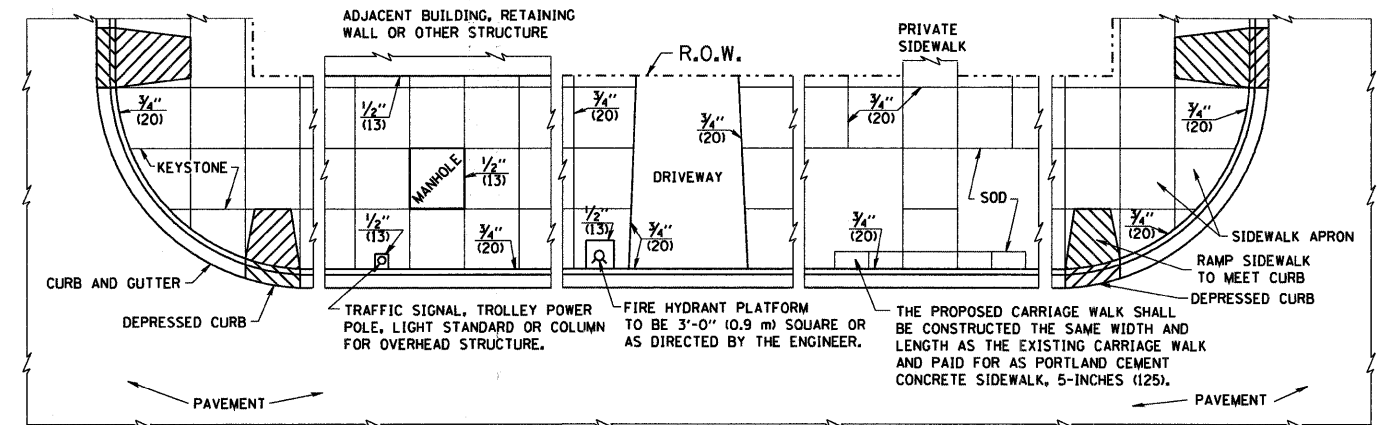 ADJACENT BUILDING, RETAINING
WALL OR OTHER STRUCTURE
R.O.W.
PRIVATE
SIDEWALK
3/4"
(20)
1/2"
(13)
3/4"
(20)
3/4"
(20)
3/4"
(20)
3/4"
(20)
KEYSTONE
MANHOLE
1/2"
(13)
DRIVEWAY
SOD
1/2"
(13)
3/4"
(20)
1/2"
(13)
3/4"
(20)
3/4"
(20)
3/4"
(20)
SIDEWALK APRON
RAMP SIDEWALK
TO MEET CURB
DEPRESSED CURB
CURB AND GUTTER
DEPRESSED CURB
TRAFFIC SIGNAL, TROLLEY POWER
POLE, LIGHT STANDARD OR COLUMN
FOR OVERHEAD STRUCTURE.
FIRE HYDRANT PLATFORM
TO BE 3'-0" (0.9 m) SQUARE OR
AS DIRECTED BY THE ENGINEER.
THE PROPOSED CARRIAGE WALK SHALL
BE CONSTRUCTED THE SAME WIDTH AND
LENGTH AS THE EXISTING CARRIAGE WALK
AND PAID FOR AS PORTLAND CEMENT
CONCRETE SIDEWALK, 5-INCHES (125).
PAVEMENT
PAVEMENT